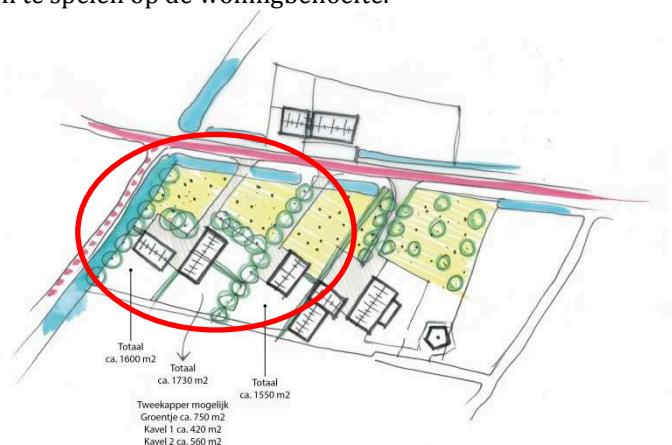 n te spelen op de woningbehoefte.
Totaal
ca. 1600 m2
Totaal
ca. 1730 m2
Totaal
ca. 1550 m2
Tweekapper mogelijk
Groentje ca. 750 m2
Kavel 1 ca. 420 m2
Kavel 2 ca. 560 m2